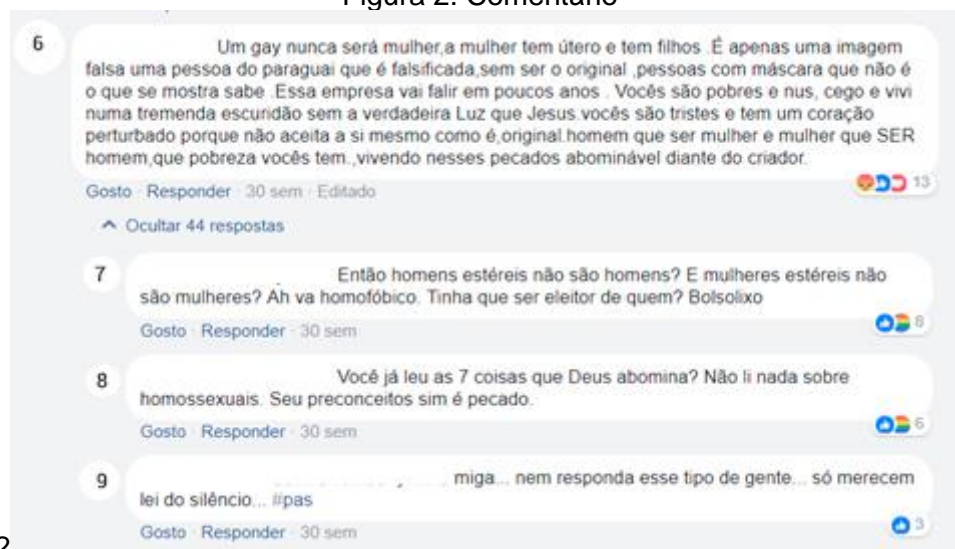 Figura 2. Comentário
6
Um gay nunca será mulher,a mulher tem útero e tem filhos .É apenas uma imagem
falsa uma pessoa do paraguai que é falsificada,sem ser o original ,pessoas com máscara que não é
o que se mostra sabe .Essa empresa vai falir em poucos anos . Vocês são pobres e nus, cego e vivi
numa tremenda escuridão sem a verdadeira Luz que Jesus.vocês são tristes e tem um coração
perturbado porque não aceita a si mesmo como é,original.homem que ser mulher e mulher que SER
homem,que pobreza vocês tem.,vivendo nesses pecados abominável diante do criador.
Gosto · Responder · 30 sem · Editado
13
Ocultar 44 respostas
7
Então homens estéreis não são homens? E mulheres estéreis não
são mulheres? Ah va homofóbico. Tinha que ser eleitor de quem? Bolsolixo
Gosto · Responder · 30 sem
8
8
Você já leu as 7 coisas que Deus abomina? Não li nada sobre
homossexuais. Seu preconceitos sim é pecado.
Gosto · Responder · 30 sem
6
9
miga... nem responda esse tipo de gente... só merecem
lei do silêncio... #pas
Gosto · Responder · 30 sem
3
2